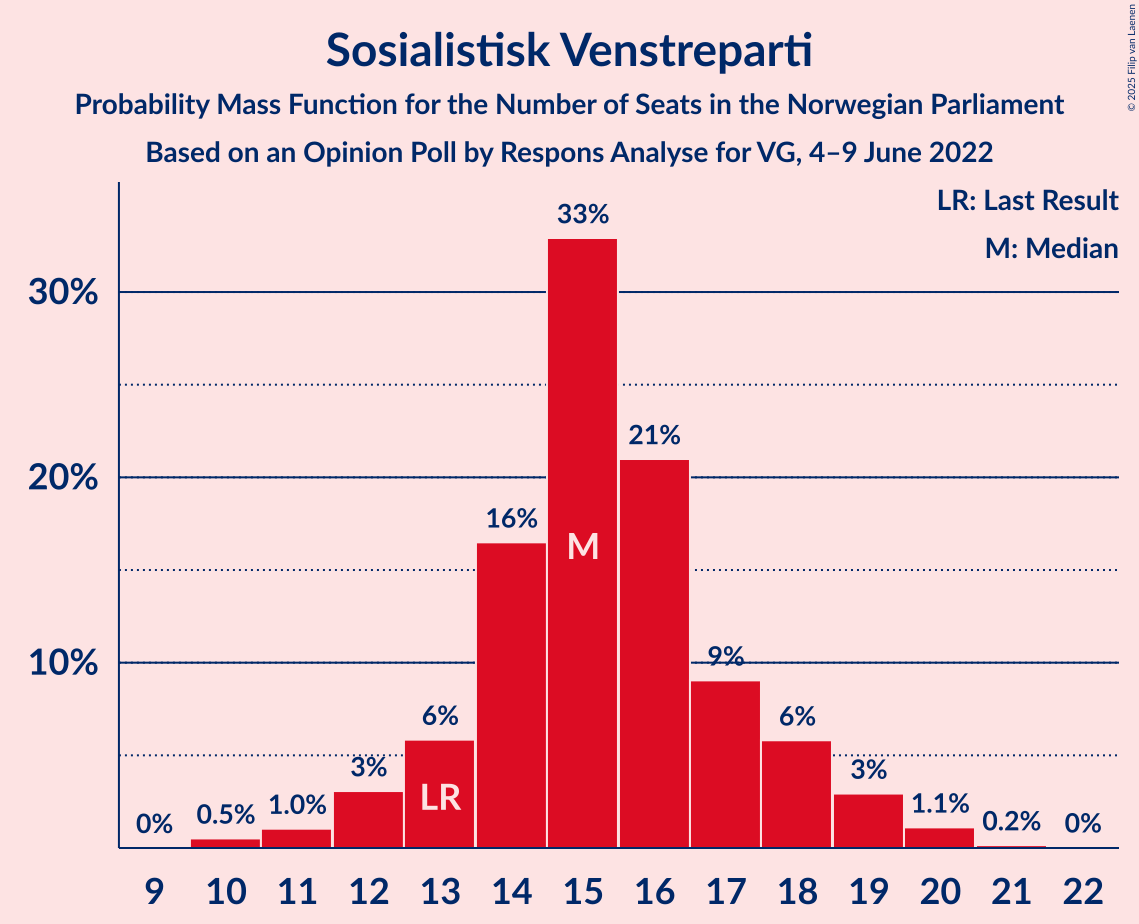 Sosialistisk Venstreparti
Probability Mass Function for the Number of Seats in the Norwegian Parliament
Based on an Opinion Poll by Respons Analyse for VG, 4–9 June 2022
© 2025 Filip van Laenen
LR: Last Result
M: Median
30%
20%
10%
0%
0.5%
1.0%
3%
6%
16%
33%
21%
9%
6%
3%
1.1%
0.2%
0%
LR
M
9 10 11 12 13 14 15 16 17 18 19 20 21 22